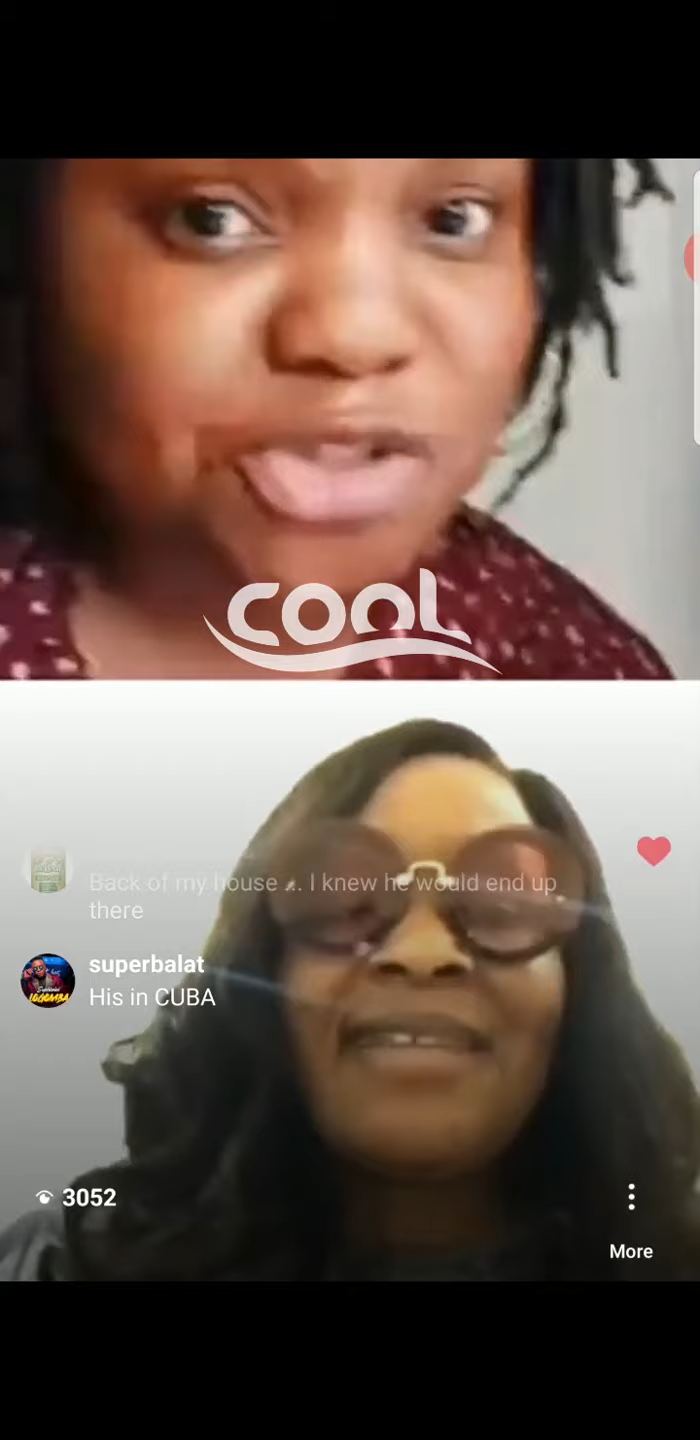 COOL
Back of my house ... I knew he would end up
there
superbalat
His in CUBA
3052
More